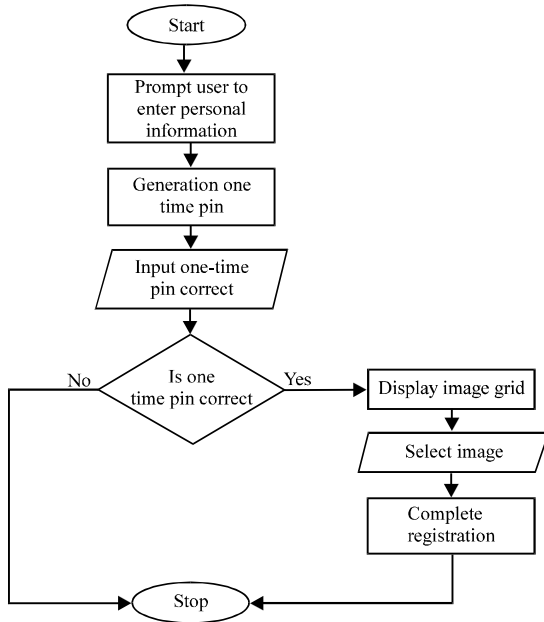 Start
Prompt user to
enter personal
information
Generation one
time pin
Input one-time
pin correct
Is one
time pin correct
No
Yes
Display image grid
Select image
Complete
registration
Stop